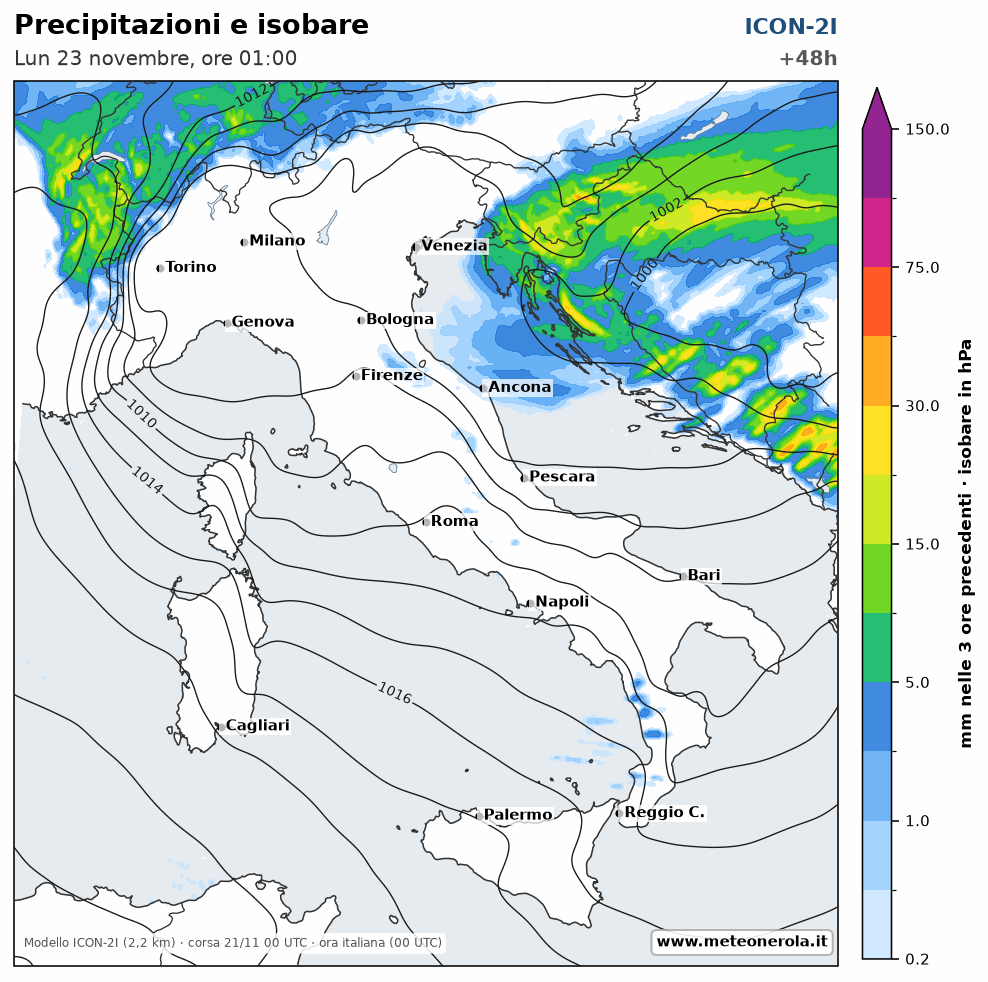 Precipitazioni e isobare
ICON-2I
Lun 23 novembre, ore 01:00
+48h
1012
150.0
1002
Milano
Venezia
Torino
75.0
1000
Genova
Bologna
Firenze
Ancona
30.0
1010
1014
Pescara
Roma
15.0
Bari
Napoli
5.0
1016
Cagliari
Palermo
Reggio C.
1.0
mm nelle 3 ore precedenti · isobare in hPa
Modello ICON-2I (2,2 km) · corsa 21/11 00 UTC · ora italiana (00 UTC)
www.meteonerola.it
0.2